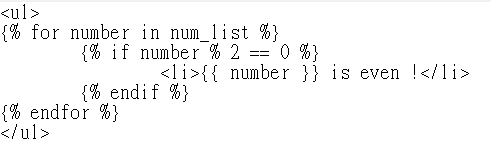 <ul>
{% for number in num_list %}
        {% if number % 2 == 0 %}
                <li>{{ number }} is even !</li>
        {% endif %}
{% endfor %}
</ul>